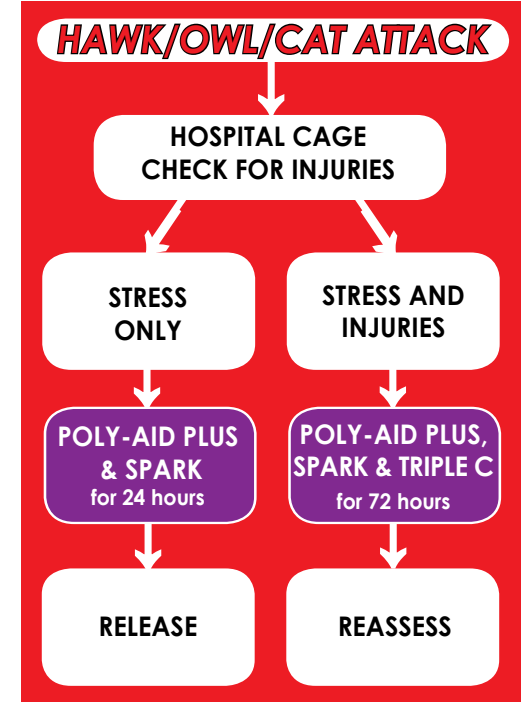 HAWK/OWL/CAT ATTACK
HOSPITAL CAGE
CHECK FOR INJURIES
STRESS
ONLY
STRESS AND
INJURIES
POLY-AID PLUS
& SPARK
for 24 hours
POLY-AID PLUS,
SPARK & TRIPLE C
for 72 hours
RELEASE
REASSESS